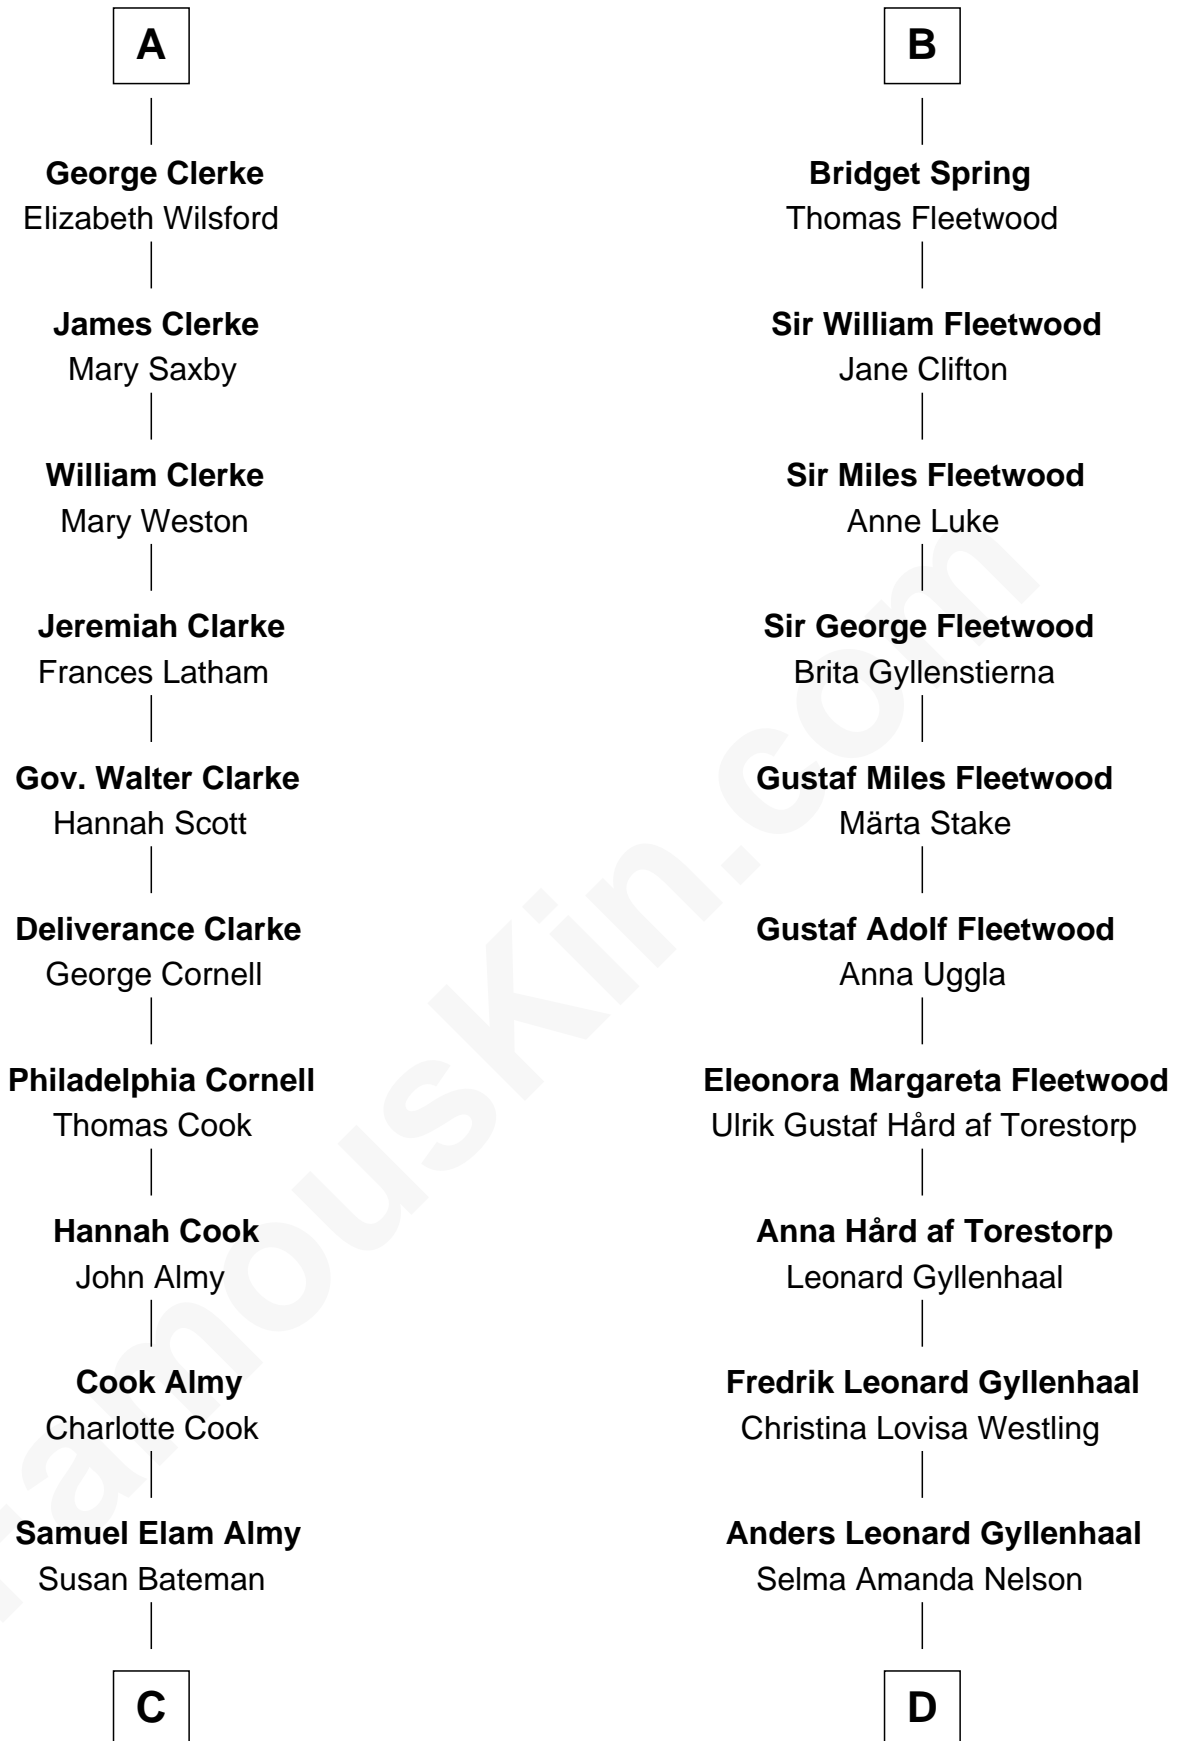 A
George Clerke
Elizabeth Wilsford
James Clerke
Mary Saxby
William Clerke
Mary Weston
Jeremiah Clarke
Frances Latham
Gov. Walter Clarke
Hannah Scott
Deliverance Clarke
George Cornell
Philadelphia Cornell
Thomas Cook
Hannah Cook
John Almy
Cook Almy
Charlotte Cook
Samuel Elam Almy
Susan Bateman
C
B
Bridget Spring
Thomas Fleetwood
Sir William Fleetwood
Jane Clifton
Sir Miles Fleetwood
Anne Luke
Sir George Fleetwood
Brita Gyllenstierna
Gustaf Miles Fleetwood
Märta Stake
Gustaf Adolf Fleetwood
Anna Uggla
Eleonora Margareta Fleetwood
Ulrik Gustaf Hård af Torestorp
Anna Hård af Torestorp
Leonard Gyllenhaal
Fredrik Leonard Gyllenhaal
Christina Lovisa Westling
Anders Leonard Gyllenhaal
Selma Amanda Nelson
D
FamousKin.com